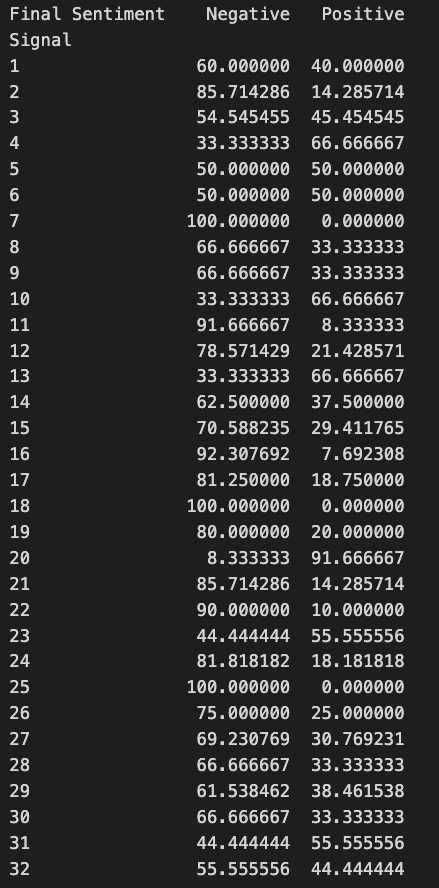 Final Sentiment Negative Positive
Signal
1 60.000000 40.000000
2 85.714286 14.285714
3 54.545455 45.454545
4 33.333333 66.666667
5 50.000000 50.000000
6 50.000000 50.000000
7 100.000000 0.000000
8 66.666667 33.333333
9 66.666667 33.333333
10 33.333333 66.666667
11 91.666667 8.333333
12 78.571429 21.428571
13 33.333333 66.666667
14 62.500000 37.500000
15 70.588235 29.411765
16 92.307692 7.692308
17 81.250000 18.750000
18 100.000000 0.000000
19 80.000000 20.000000
20 8.333333 91.666667
21 85.714286 14.285714
22 90.000000 10.000000
23 44.444444 55.555556
24 81.818182 18.181818
25 100.000000 0.000000
26 75.000000 25.000000
27 69.230769 30.769231
28 66.666667 33.333333
29 61.538462 38.461538
30 66.666667 33.333333
31 44.444444 55.555556
32 55.555556 44.444444